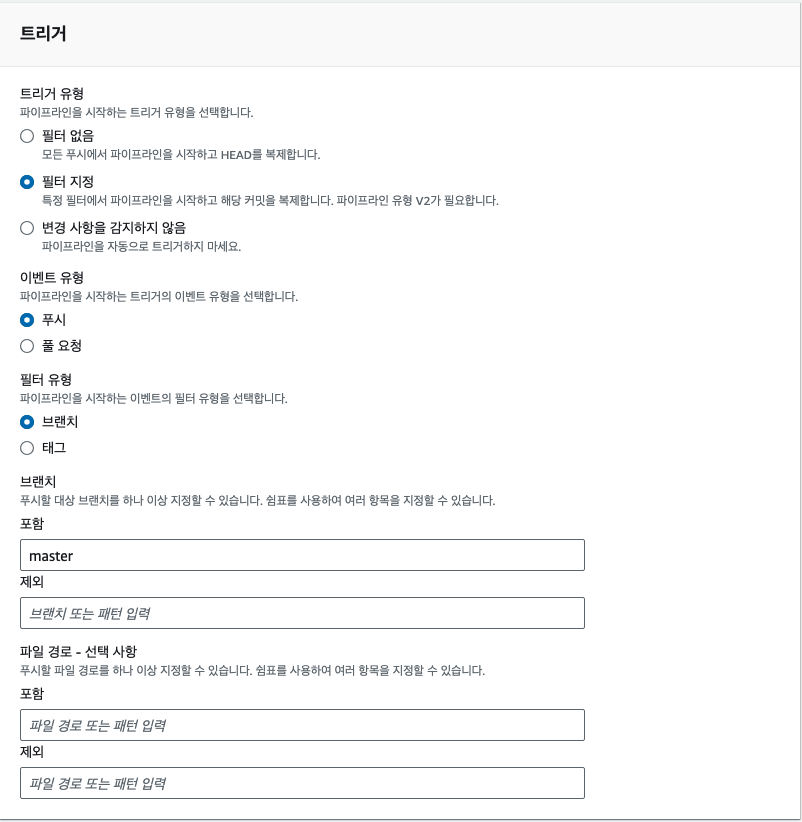 트리거
트리거 유형
파이프라인을 시작하는 트리거 유형을 선택합니다.
필터 없음
모든 푸시에서 파이프라인을 시작하고 HEAD를 복제합니다.
필터 지정
특정 필터에서 파이프라인을 시작하고 해당 커밋을 복제합니다. 파이프라인 유형 V2가 필요합니다.
변경 사항을 감지하지 않음
파이프라인을 자동으로 트리거하지 마세요.
이벤트 유형
파이프라인을 시작하는 트리거의 이벤트 유형을 선택합니다.
푸시
풀 요청
필터 유형
파이프라인을 시작하는 이벤트의 필터 유형을 선택합니다.
브랜치
태그
브랜치
푸시할 대상 브랜치를 하나 이상 지정할 수 있습니다. 쉼표를 사용하여 여러 항목을 지정할 수 있습니다.
포함
master
제외
브랜치 또는 패턴 입력
파일 경로 - 선택 사항
푸시할 파일 경로를 하나 이상 지정할 수 있습니다. 쉼표를 사용하여 여러 항목을 지정할 수 있습니다.
포함
파일 경로 또는 패턴 입력
제외
파일 경로 또는 패턴 입력